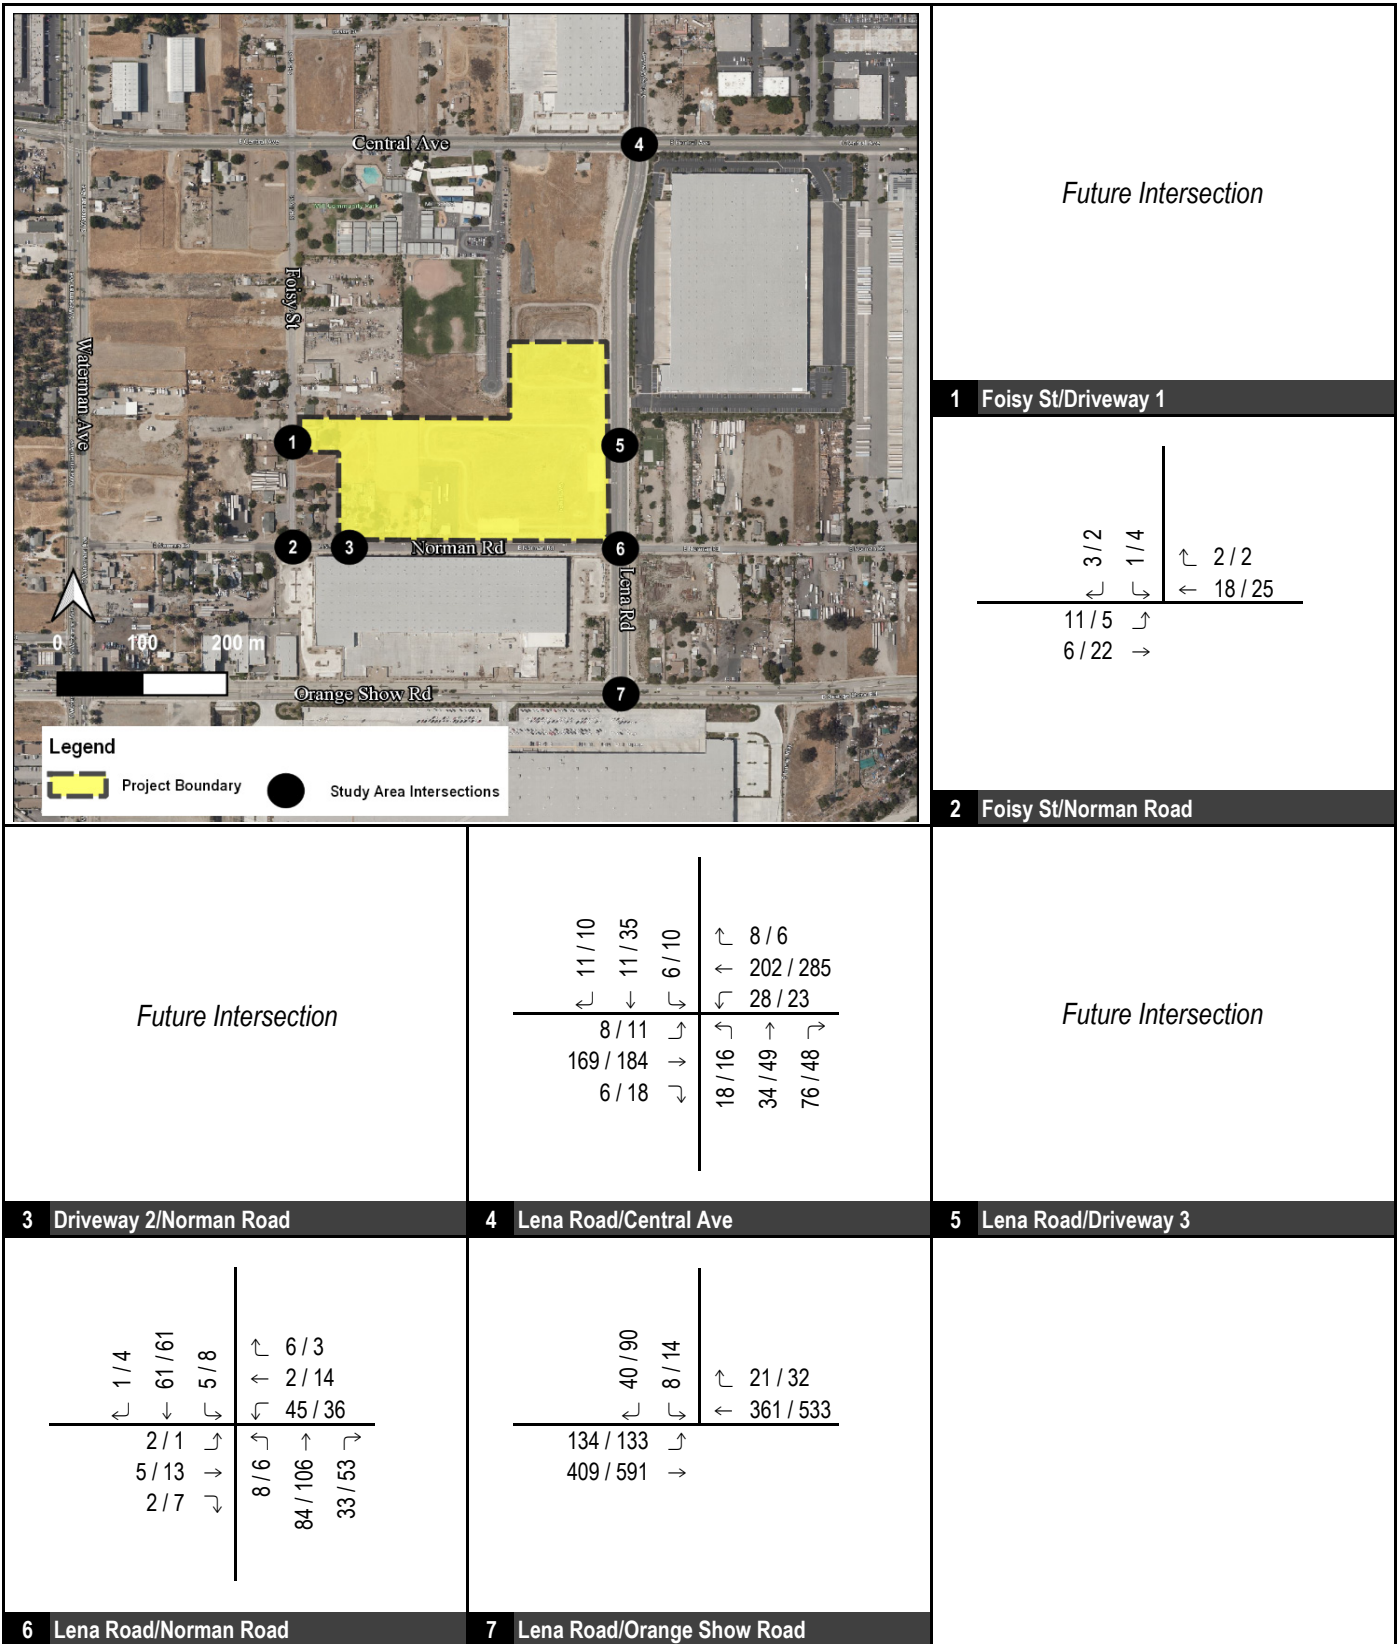 Central Ave
4
Foisy St
Waterman Ave
1
5
2
3
Norman Rd
6
Lena Rd
0 100 200 m
Orange Show Rd
7
Legend
Project Boundary
Study Area Intersections
Future Intersection
1 Foisy St/Driveway 1
3 / 2
1 / 4
↑ 2 / 2
← 18 / 25
11 / 5
6 / 22 →
2 Foisy St/Norman Road
Future Intersection
3 Driveway 2/Norman Road
11 / 10
11 / 35
6 / 10
8 / 6
← 202 / 285
28 / 23
8 / 11
169 / 184 →
6 / 18
18 / 16
34 / 49
76 / 48
4 Lena Road/Central Ave
Future Intersection
5 Lena Road/Driveway 3
1 / 4
61 / 61
5 / 8
6 / 3
← 2 / 14
45 / 36
2 / 1
5 / 13 →
2 / 7
8 / 6
84 / 106
33 / 53
6 Lena Road/Norman Road
40 / 90
8 / 14
21 / 32
← 361 / 533
134 / 133
409 / 591 →
7 Lena Road/Orange Show Road